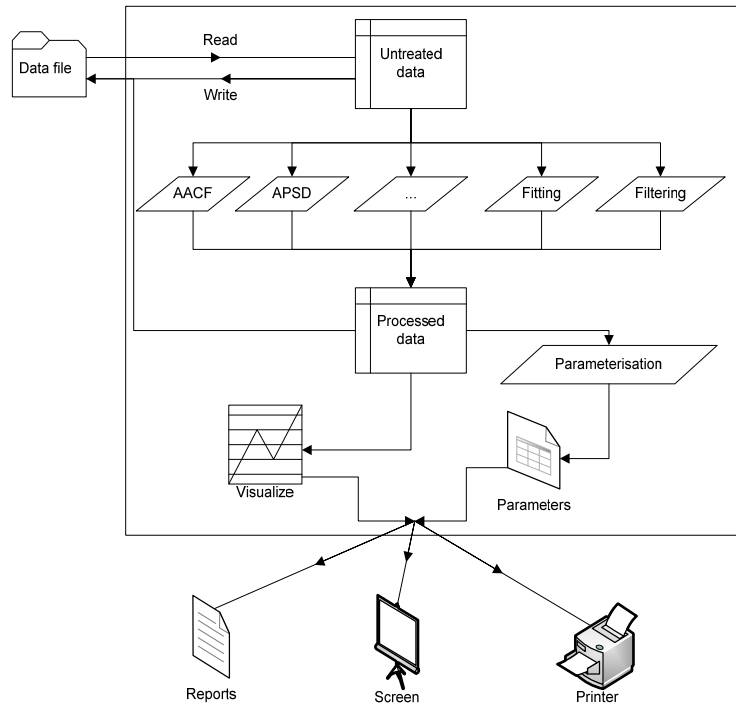 Read
Data file
Untreated
data
Write
AACF
APSD
...
Fitting
Filtering
Processed
data
Parameterisation
Visualize
Parameters
Reports
Screen
Printer